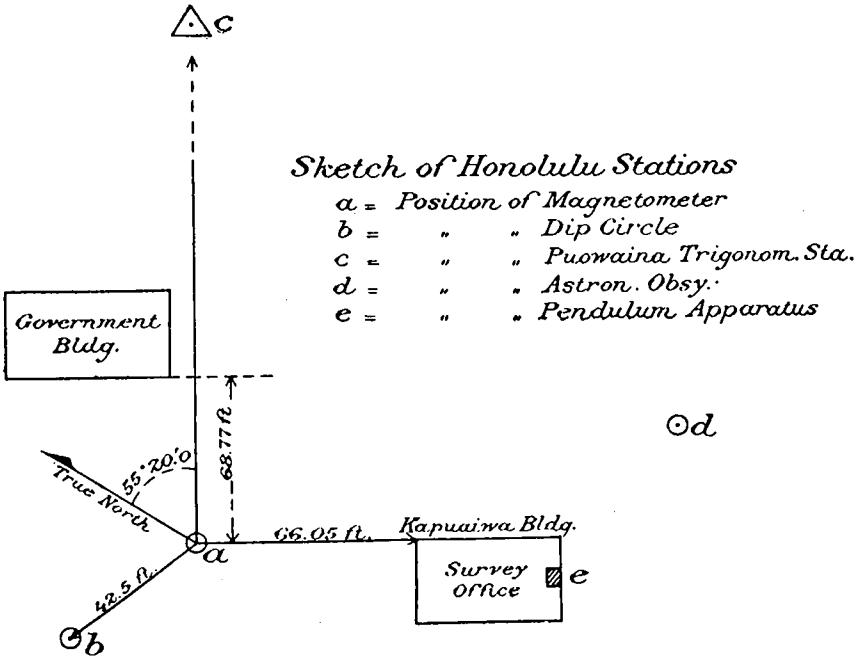 c
Sketch of Honolulu Stations
a = Position of Magnetometer
b = " " Dip Circle
c = " " Puowaina Trigonom. Sta.
d = " " Astron. Obsy.
e = " " Pendulum Apparatus
Government
Bldg.
68.77 ft
d
55° 20'.0
True North
a
66.05 ft.
Kapuaiwa Bldg.
Survey
Office
e
42.5 ft.
b